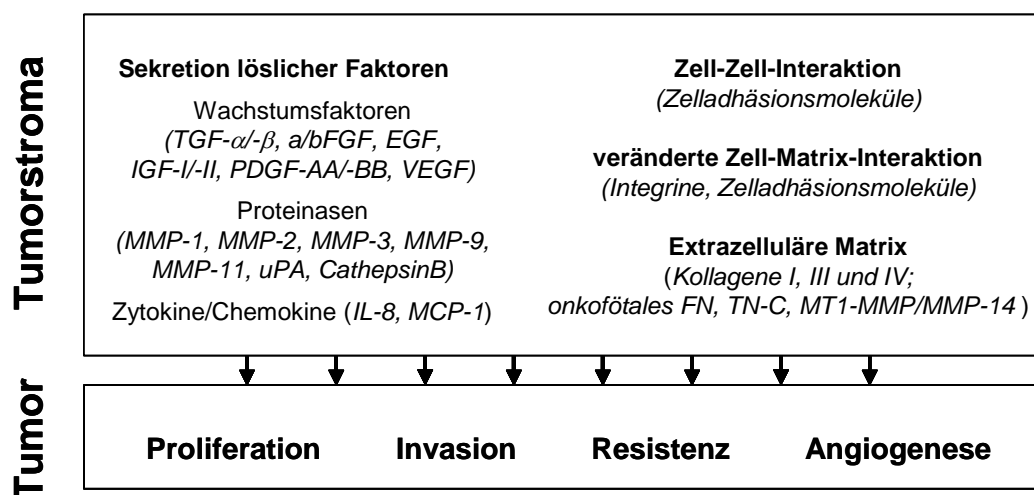 Tumorstroma
Sekretion löslicher Faktoren
Wachstumsfaktoren
(TGF-α/-β, a/bFGF, EGF,
IGF-I/-II, PDGF-AA/-BB, VEGF)
Proteinasen
(MMP-1, MMP-2, MMP-3, MMP-9,
MMP-11, uPA, CathepsinB)
Zytokine/Chemokine (IL-8, MCP-1)
Zell-Zell-Interaktion
(Zelladhäsionsmoleküle)
veränderte Zell-Matrix-Interaktion
(Integrine, Zelladhäsionsmoleküle)
Extrazelluläre Matrix
(Kollagene I, III und IV;
onkofötales FN, TN-C, MT1-MMP/MMP-14 )
Tumor
Proliferation Invasion Resistenz Angiogenese